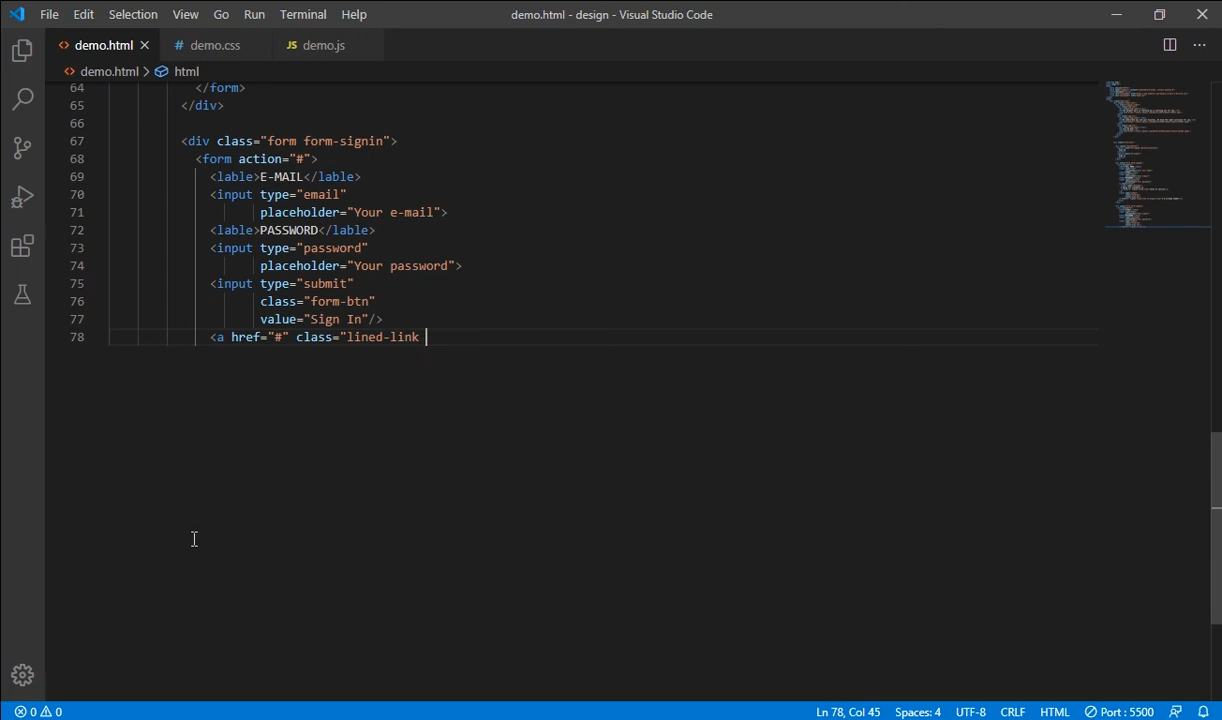 File Edit Selection View Go Run Terminal Help demo.html - design - Visual Studio Code
demo.html # demo.css JS demo.js
demo.html > html
64 </form>
65 </div>
66
67 <div class="form form-signin">
68 <form action="#">
69 <lable>E-MAIL</lable>
70 <input type="email"
71 placeholder="Your e-mail">
72 <lable>PASSWORD</lable>
73 <input type="password"
74 placeholder="Your password">
75 <input type="submit"
76 class="form-btn"
77 value="Sign In"/>
78 <a href="#" class="lined-link
0 0 Ln 78, Col 45 Spaces: 4 UTF-8 CRLF HTML Port : 5500